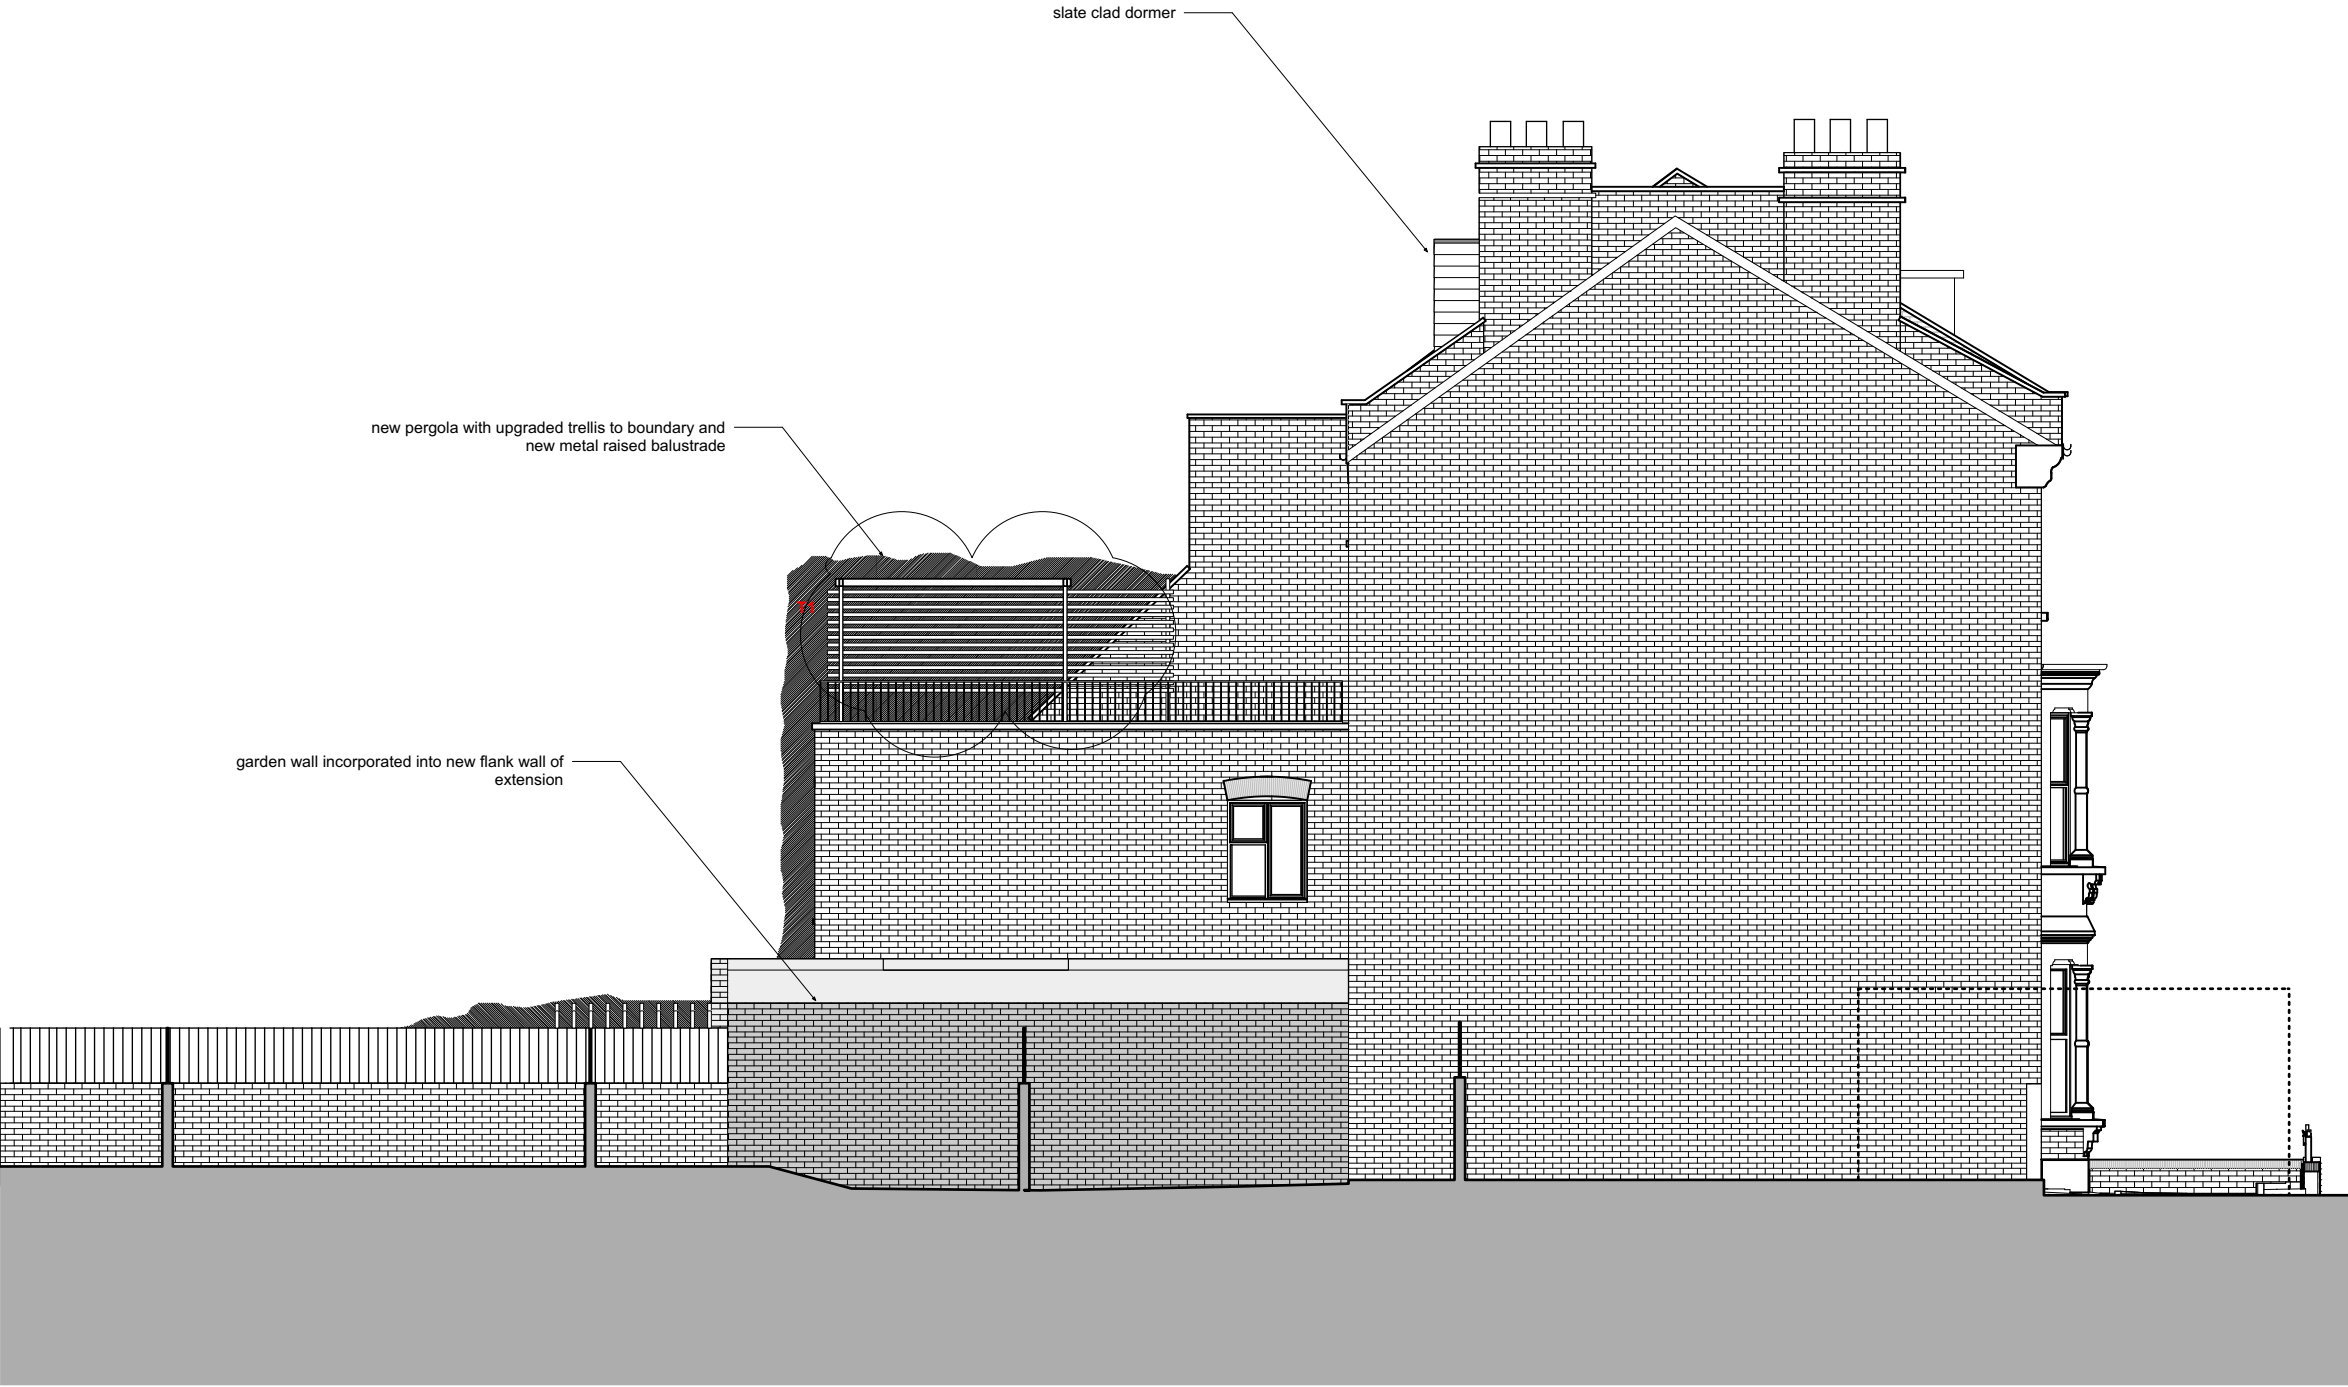 slate clad dormer
new pergola with upgraded trellis to boundary and
new metal raised balustrade
T1
garden wall incorporated into new flank wall of
extension